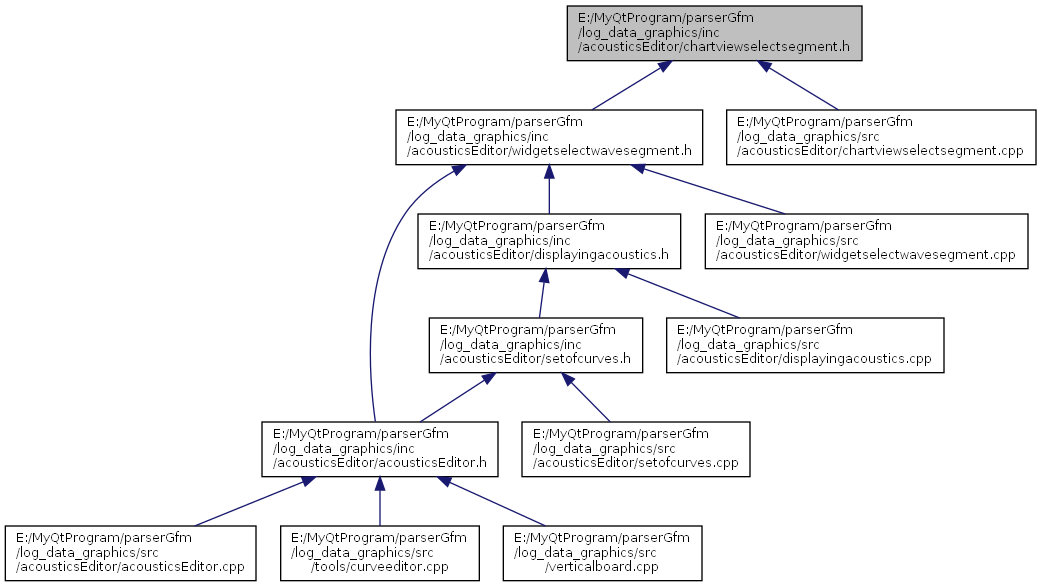 E:/MyQtProgram/parserGfm
/log_data_graphics/inc
/acousticsEditor/chartviewselectsegment.h
E:/MyQtProgram/parserGfm
/log_data_graphics/inc
/acousticsEditor/widgetselectwavesegment.h
E:/MyQtProgram/parserGfm
/log_data_graphics/src
/acousticsEditor/chartviewselectsegment.cpp
E:/MyQtProgram/parserGfm
/log_data_graphics/inc
/acousticsEditor/displayingacoustics.h
E:/MyQtProgram/parserGfm
/log_data_graphics/src
/acousticsEditor/widgetselectwavesegment.cpp
E:/MyQtProgram/parserGfm
/log_data_graphics/inc
/acousticsEditor/setofcurves.h
E:/MyQtProgram/parserGfm
/log_data_graphics/src
/acousticsEditor/displayingacoustics.cpp
E:/MyQtProgram/parserGfm
/log_data_graphics/inc
/acousticsEditor/acousticsEditor.h
E:/MyQtProgram/parserGfm
/log_data_graphics/src
/acousticsEditor/setofcurves.cpp
E:/MyQtProgram/parserGfm
/log_data_graphics/src
/acousticsEditor/acousticsEditor.cpp
E:/MyQtProgram/parserGfm
/log_data_graphics/src
/tools/curveeditor.cpp
E:/MyQtProgram/parserGfm
/log_data_graphics/src
/verticalboard.cpp